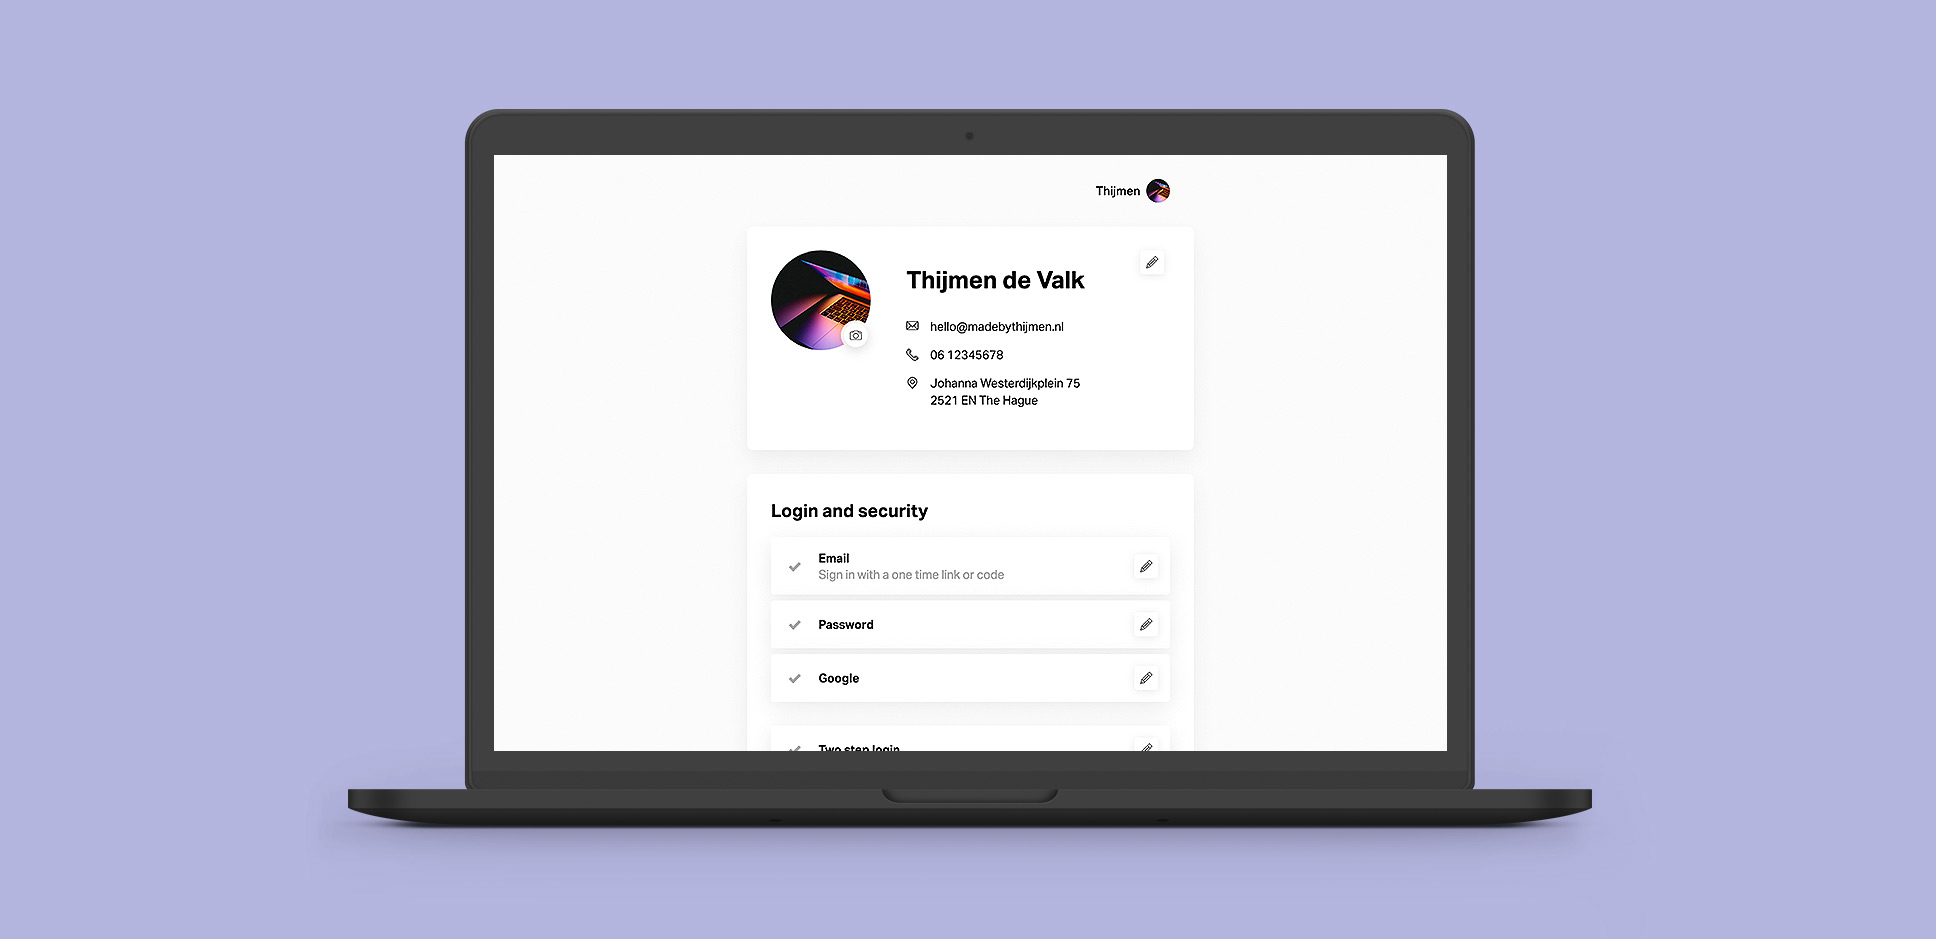 Thijmen
Thijmen de Valk
hello@madebythijmen.nl
06 12345678
Johanna Westerdijkplein 75
2521 EN The Hague
Login and security
Email
Sign in with a one time link or code
Password
Google
Two step login